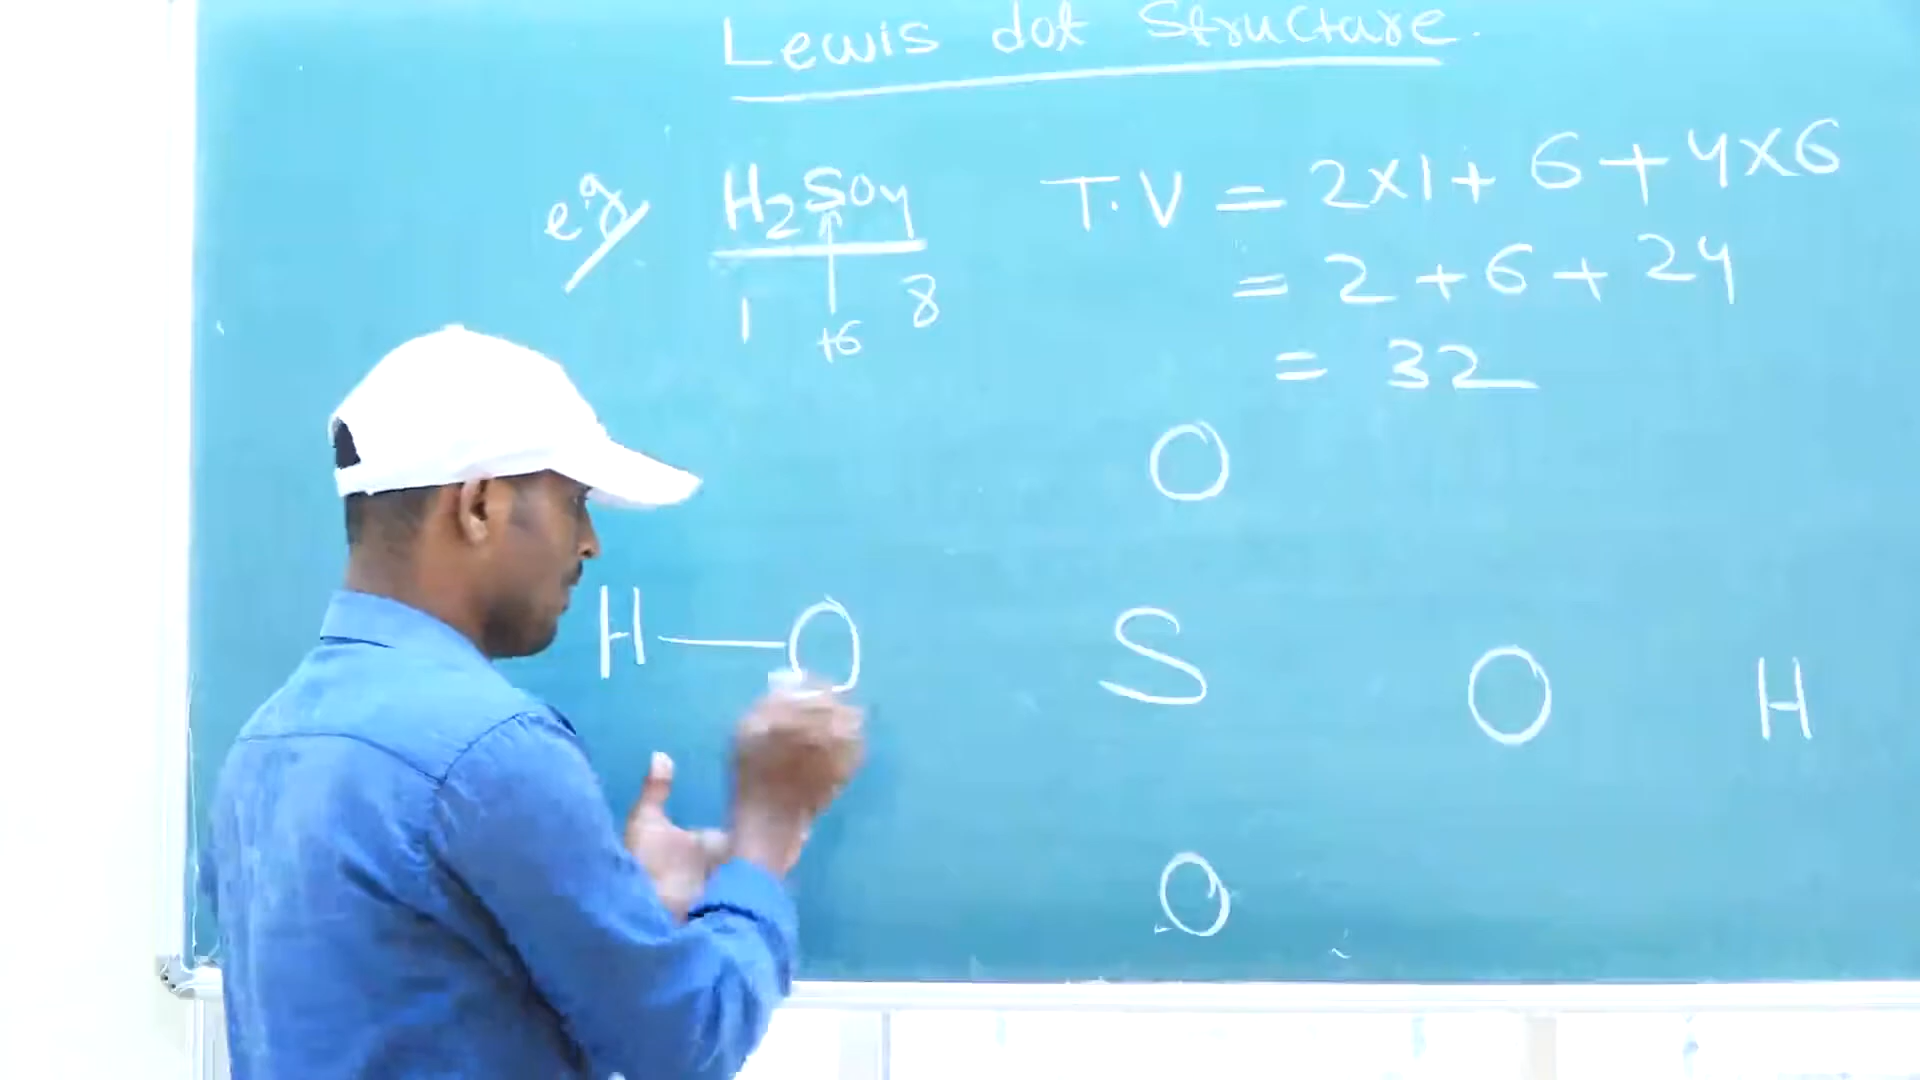 Lewis dot Structure.
e.g H2SO4 T.V = 2x1 + 6 + 4x6
= 2 + 6 + 24
1 +6 8
= 32
O
H — O S O H
O